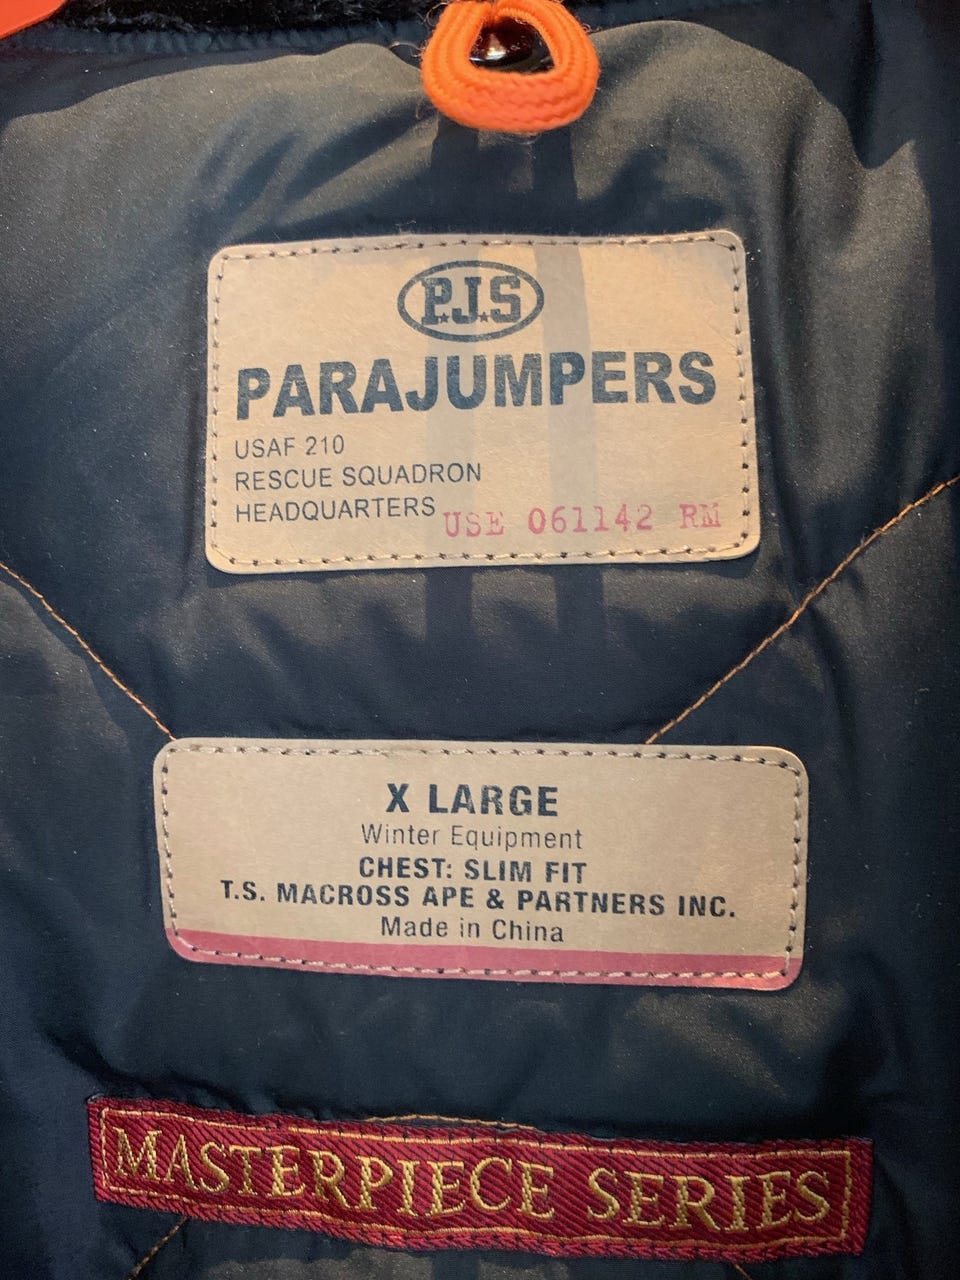 P.J.S
PARAJUMPERS
USAF 210
RESCUE SQUADRON
HEADQUARTERS
USE 061142 RM
X LARGE
Winter Equipment
CHEST: SLIM FIT
T.S. MACROSS APE & PARTNERS INC.
Made in China
MASTERPIECE SERIES